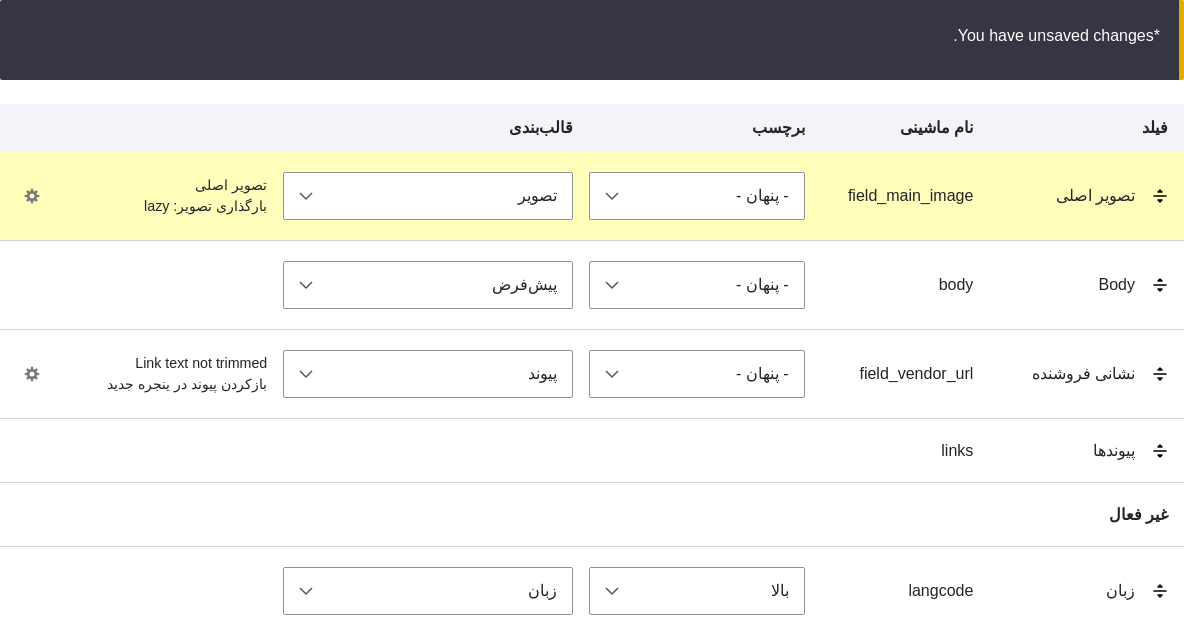 *You have unsaved changes.
فیلد نام ماشینی برچسب قالب‌بندی
تصویر اصلی field_main_image - پنهان - تصویر تصویر اصلی
بارگذاری تصویر: lazy
Body body - پنهان - پیش‌فرض
نشانی فروشنده field_vendor_url - پنهان - پیوند Link text not trimmed
بازکردن پیوند در پنجره جدید
پیوندها links
غیر فعال
زبان langcode بالا زبان